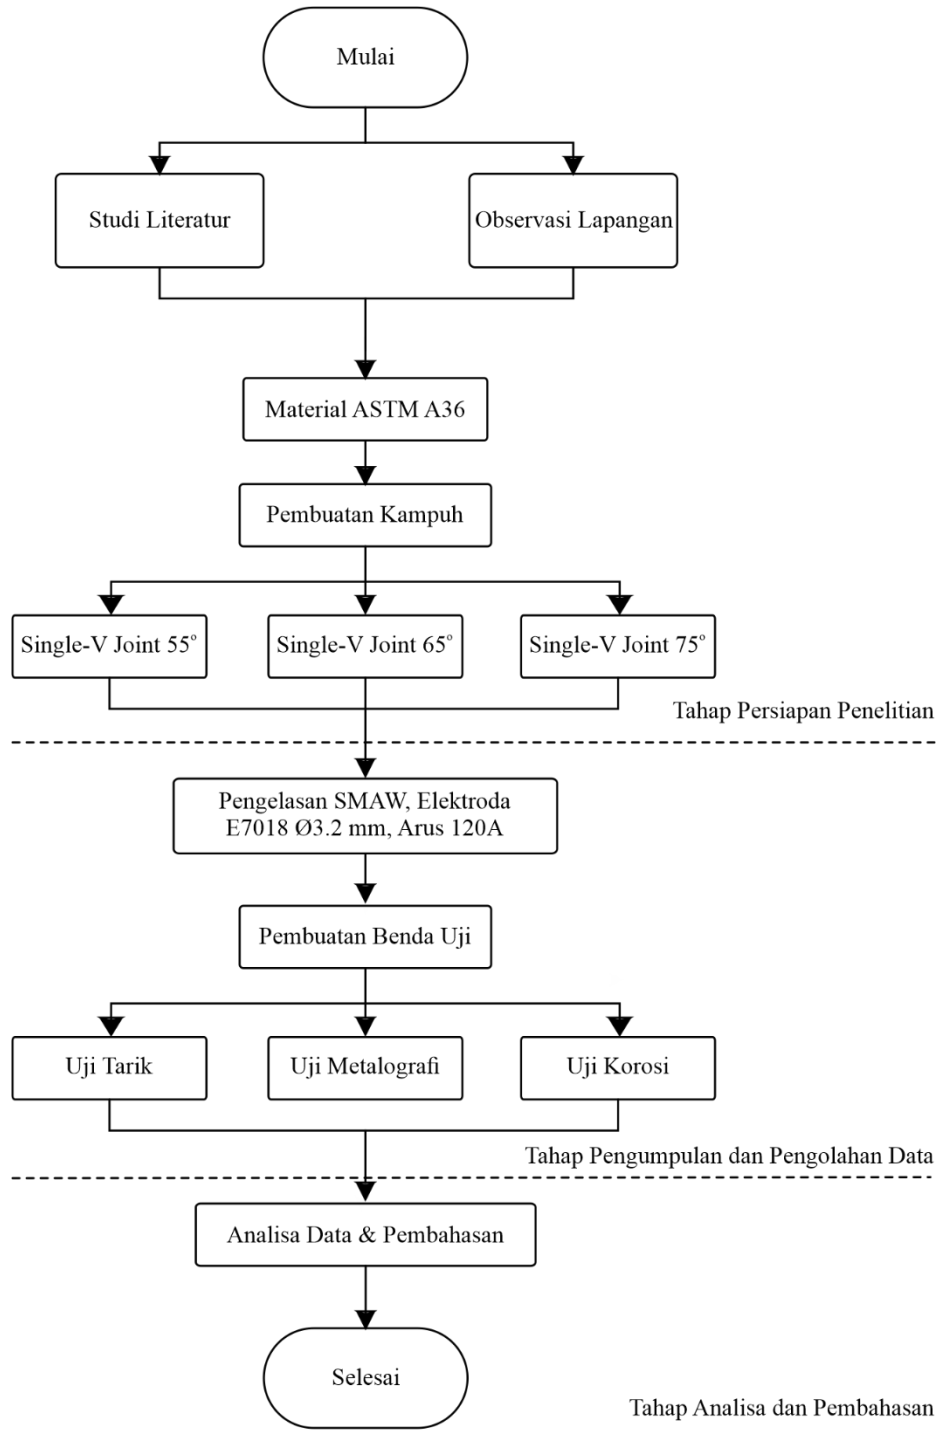 Mulai
Studi Literatur
Observasi Lapangan
Material ASTM A36
Pembuatan Kampuh
Single-V Joint 55°
Single-V Joint 65°
Single-V Joint 75°
Tahap Persiapan Penelitian
Pengelasan SMAW, Elektroda
E7018 Ø3.2 mm, Arus 120A
Pembuatan Benda Uji
Uji Tarik
Uji Metalografi
Uji Korosi
Tahap Pengumpulan dan Pengolahan Data
Analisa Data & Pembahasan
Selesai
Tahap Analisa dan Pembahasan